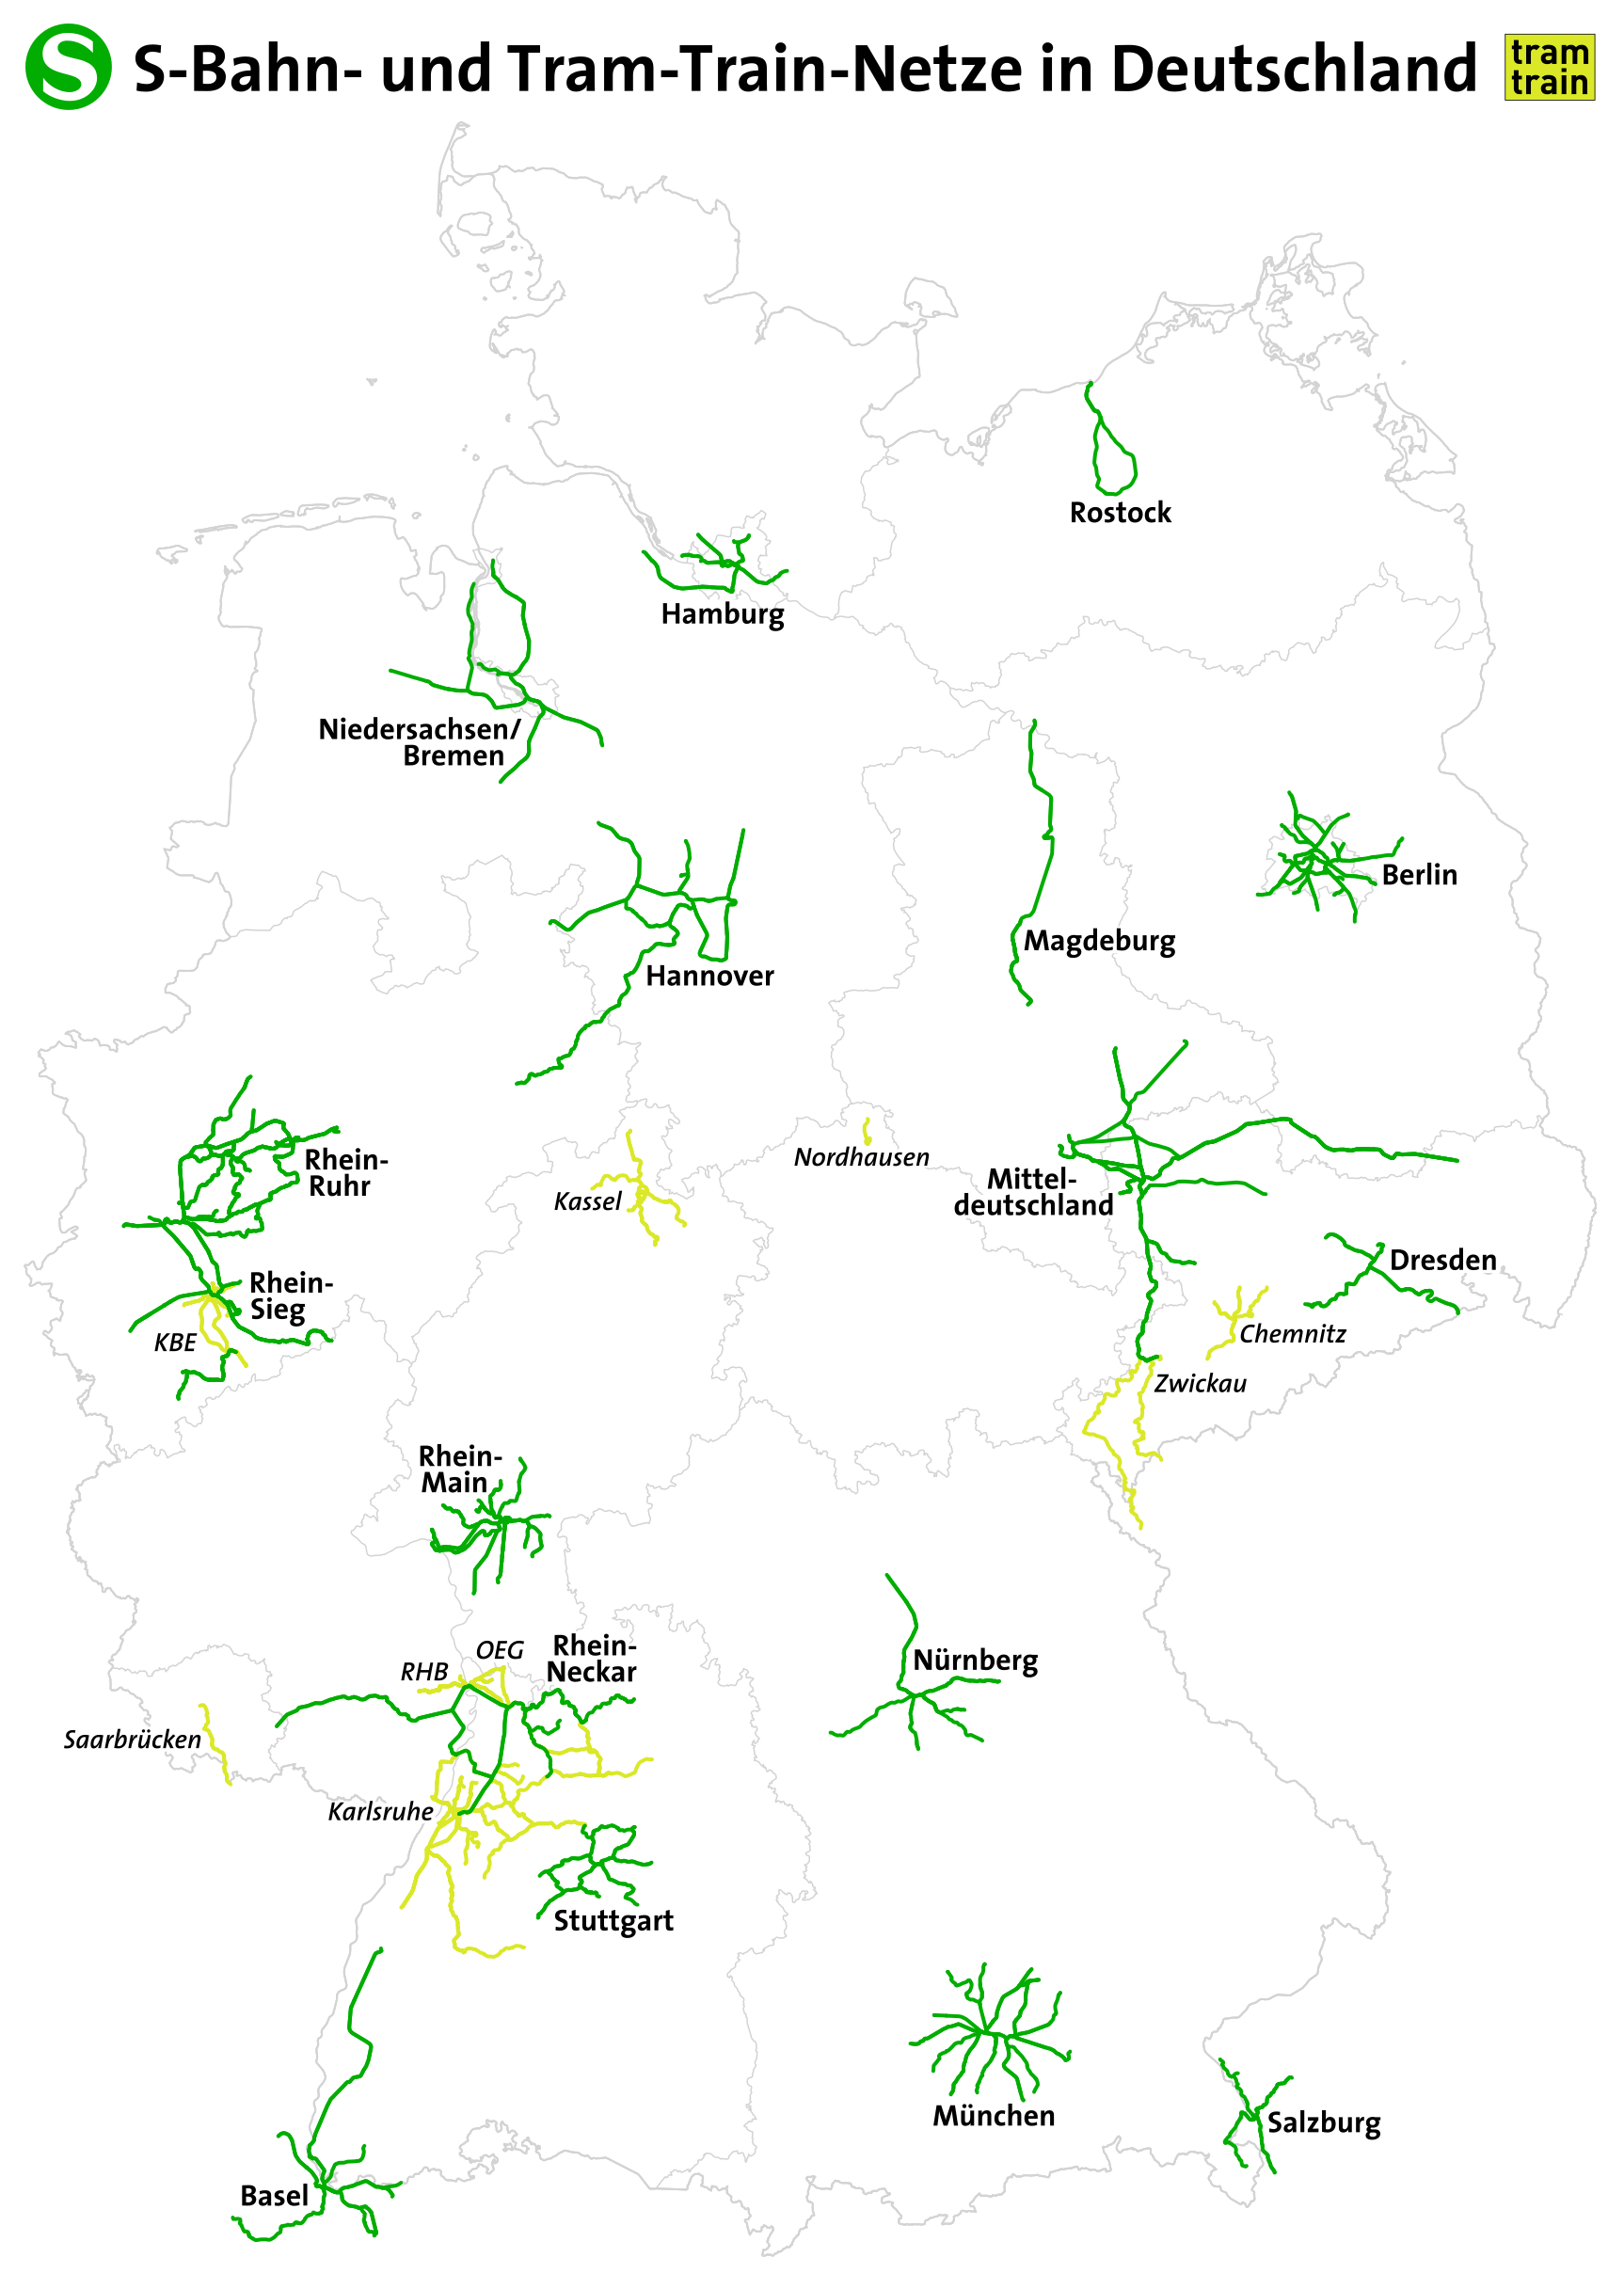 S
S-Bahn- und Tram-Train-Netze in Deutschland
tram
train
Rostock
Hamburg
Niedersachsen/
Bremen
Berlin
Magdeburg
Hannover
Rhein-
Ruhr
Nordhausen
Kassel
Mittel-
deutschland
Dresden
Rhein-
Sieg
KBE
Chemnitz
Zwickau
Rhein-
Main
OEG
RHB
Rhein-
Neckar
Nürnberg
Saarbrücken
Karlsruhe
Stuttgart
München
Salzburg
Basel